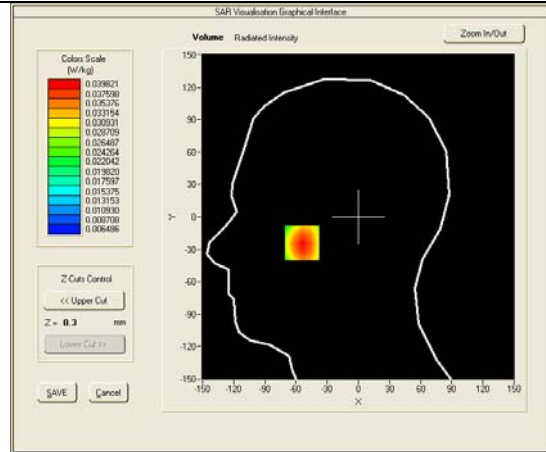 SAR Visualisation Graphical Interface
Volume Radiated Intensity
Zoom In/Out
Colors Scale
(W/kg)
0.039821
0.037598
0.035376
0.033154
0.030931
0.028709
0.026487
0.024264
0.022042
0.019820
0.017597
0.015375
0.013153
0.010930
0.008708
0.006486
Z-Cuts Control
<< Upper Cut
Z = 0.3 mm
Lower Cut >>
SAVE Cancel
150
120
90
60
30
0
-30
-60
-90
-120
-150
Y
-150 -120 -90 -60 -30 0 30 60 90 120 150
X